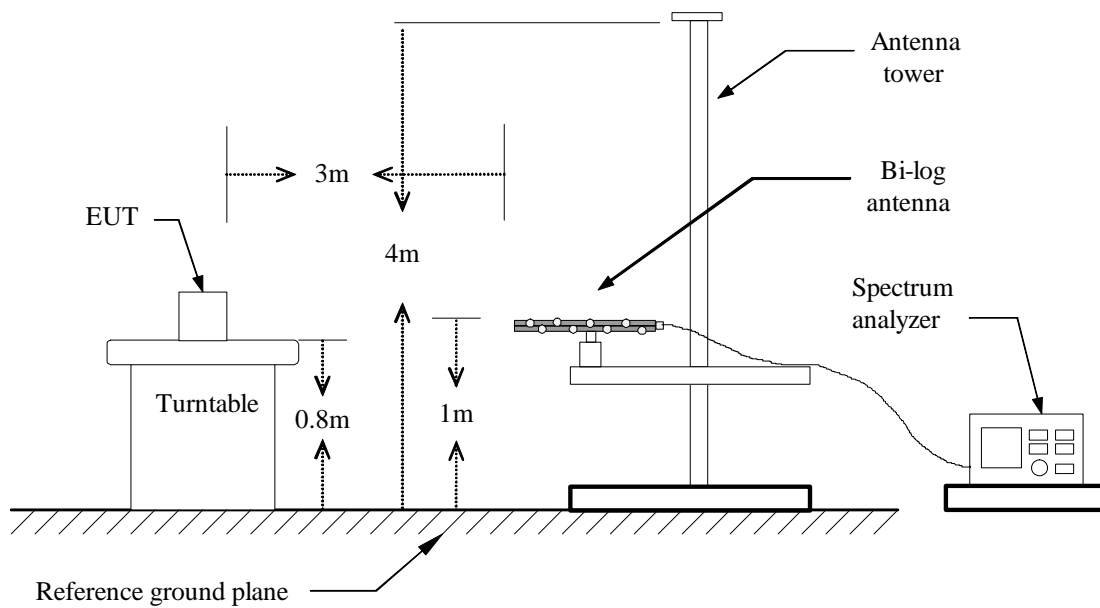 Antenna
tower
3m
Bi-log
antenna
EUT
4m
Spectrum
analyzer
Turntable
0.8m
1m
Reference ground plane